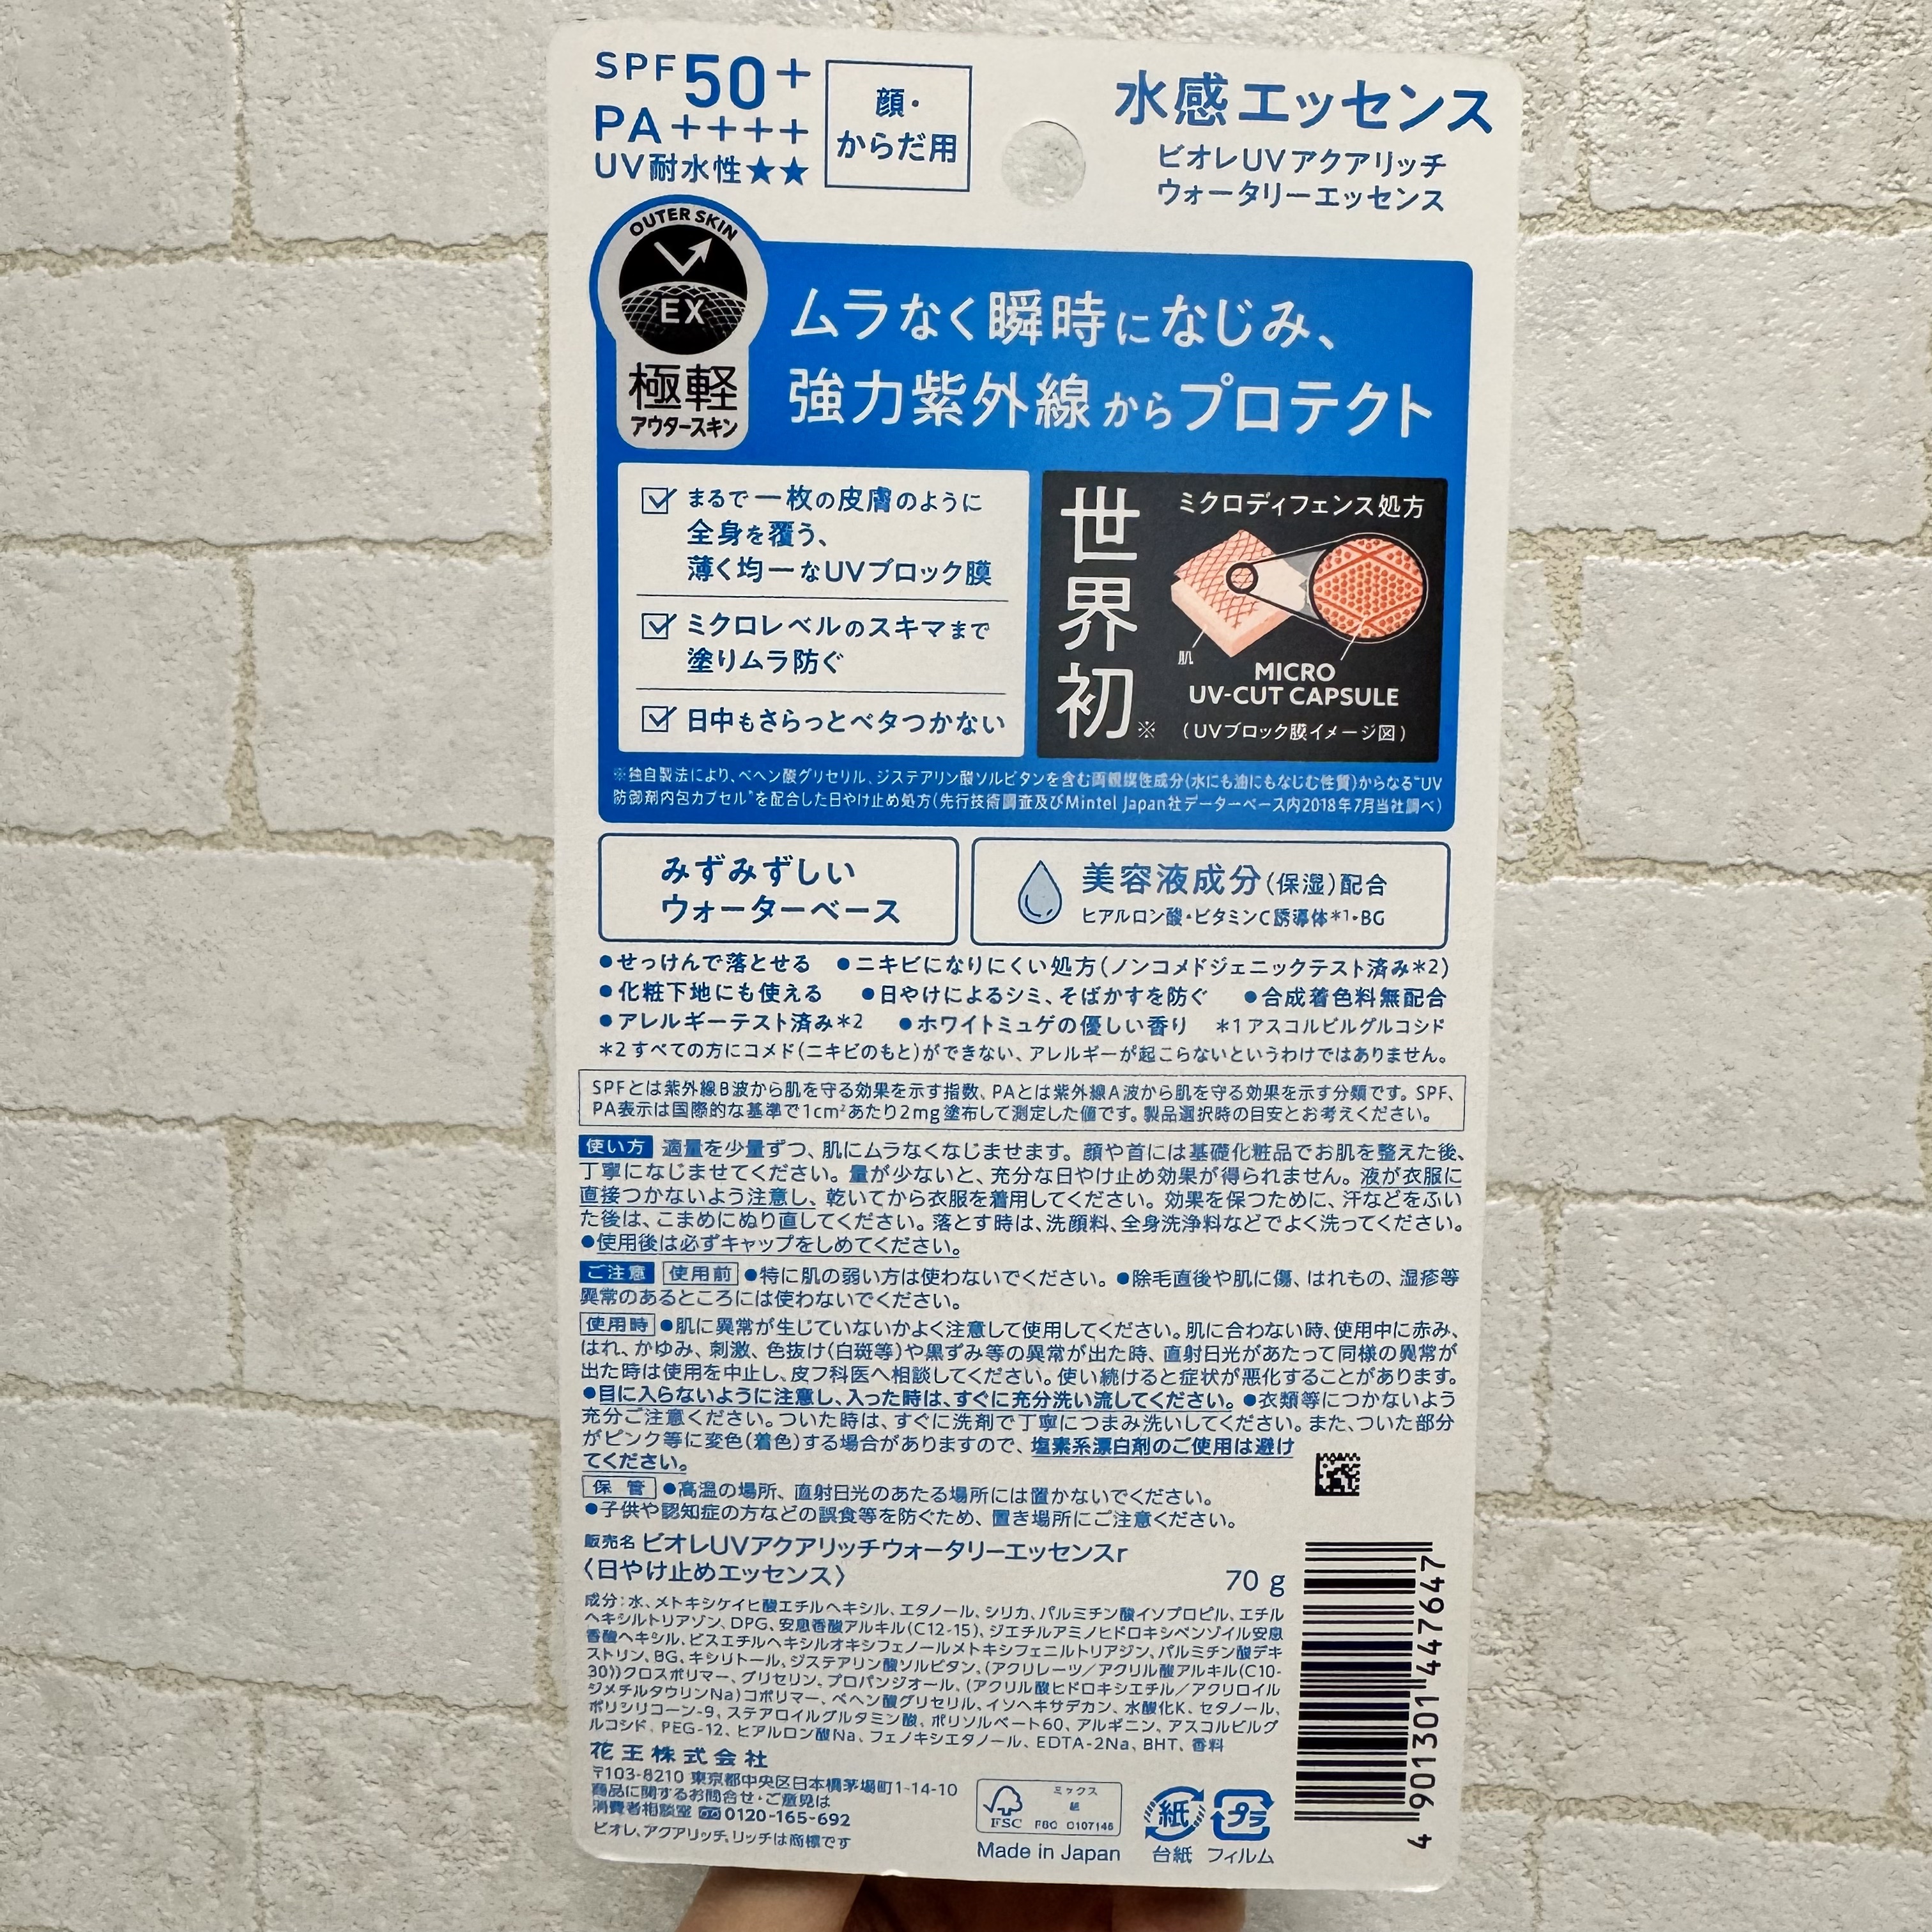 SPF50+
PA++++
UV耐水性★★
顔・
からだ用
水感エッセンス
ビオレUVアクアリッチ
ウォータリーエッセンス
OUTER SKIN
EX
極軽
アウタースキン
ムラなく瞬時になじみ、
強力紫外線からプロテクト
まるで一枚の皮膚のように
全身を覆う、
薄く均一なUVブロック膜
ミクロレベルのスキマまで
塗りムラ防ぐ
日中もさらっとベタつかない
世界初※
ミクロディフェンス処方
肌
MICRO
UV-CUT CAPSULE
(UVブロック膜イメージ図)
※独自製法により、ベヘン酸グリセリル、ジステアリン酸ソルビタンを含む両親媒性成分(水にも油にもなじむ性質)からなる"UV
防御剤内包カプセル"を配合した日やけ止め処方(先行技術調査及びMintel Japan社データーベース内2018年7月当社調べ)
みずみずしい
ウォーターベース
美容液成分(保湿)配合
ヒアルロン酸・ビタミンC誘導体*1・BG
●せっけんで落とせる ●ニキビになりにくい処方(ノンコメドジェニックテスト済み*2)
●化粧下地にも使える ●日やけによるシミ、そばかすを防ぐ ●合成着色料無配合
●アレルギーテスト済み*2 ●ホワイトミュゲの優しい香り *1 アスコルビルグルコシド
*2 すべての方にコメド(ニキビのもと)ができない、アレルギーが起こらないというわけではありません。
SPFとは紫外線B波から肌を守る効果を示す指数、PAとは紫外線A波から肌を守る効果を示す分類です。SPF、
PA表示は国際的な基準で1cm²あたり2mg塗布して測定した値です。製品選択時の目安とお考えください。
使い方 適量を少量ずつ、肌にムラなくなじませます。顔や首には基礎化粧品でお肌を整えた後、
丁寧になじませてください。量が少ないと、充分な日やけ止め効果が得られません。液が衣服に
直接つかないよう注意し、乾いてから衣服を着用してください。効果を保つために、汗などをふい
た後は、こまめにぬり直してください。落とす時は、洗顔料、全身洗浄料などでよく洗ってください。
●使用後は必ずキャップをしめてください。
ご注意 使用前 ●特に肌の弱い方は使わないでください。●除毛直後や肌に傷、はれもの、湿疹等
異常のあるところには使わないでください。
使用時 ●肌に異常が生じていないかよく注意して使用してください。肌に合わない時、使用中に赤み、
はれ、かゆみ、刺激、色抜け(白斑等)や黒ずみ等の異常が出た時、直射日光があたって同様の異常が
出た時は使用を中止し、皮フ科医へ相談してください。使い続けると症状が悪化することがあります。
●目に入らないように注意し、入った時は、すぐに充分洗い流してください。●衣類等につかないよう
充分ご注意ください。ついた時は、すぐに洗剤で丁寧につまみ洗いしてください。また、ついた部分
がピンク等に変色(着色)する場合がありますので、塩素系漂白剤のご使用は避け
てください。
保管 ●高温の場所、直射日光のあたる場所には置かないでください。
●子供や認知症の方などの誤食等を防ぐため、置き場所にご注意ください。
販売名 ビオレUVアクアリッチウォータリーエッセンスr
〈日やけ止めエッセンス〉 70 g
成分:水、メトキシケイヒ酸エチルヘキシル、エタノール、シリカ、パルミチン酸イソプロピル、エチル
ヘキシルトリアゾン、DPG、安息香酸アルキル(C12-15)、ジエチルアミノヒドロキシベンゾイル安息
香酸ヘキシル、ビスエチルヘキシルオキシフェノールメトキシフェニルトリアジン、パルミチン酸デキ
ストリン、BG、キシリトール、ジステアリン酸ソルビタン、(アクリレーツ/アクリル酸アルキル(C10-
30))クロスポリマー、グリセリン、プロパンジオール、(アクリル酸ヒドロキシエチル/アクリロイル
ジメチルタウリンNa)コポリマー、ベヘン酸グリセリル、イソヘキサデカン、水酸化K、セタノール、
ポリシリコーン-9、ステアロイルグルタミン酸、ポリソルベート60、アルギニン、アスコルビルグ
ルコシド、PEG-12、ヒアルロン酸Na、フェノキシエタノール、EDTA-2Na、BHT、香料
花王株式会社
〒103-8210 東京都中央区日本橋茅場町1-14-10
商品に関するお問合せ・ご意見は
消費者相談室 0120-165-692
ビオレ、アクアリッチ、リッチは商標です
FSC
ミックス
紙
FSC C107146
Made in Japan
紙
台紙
プラ
フィルム
4 901301 447647